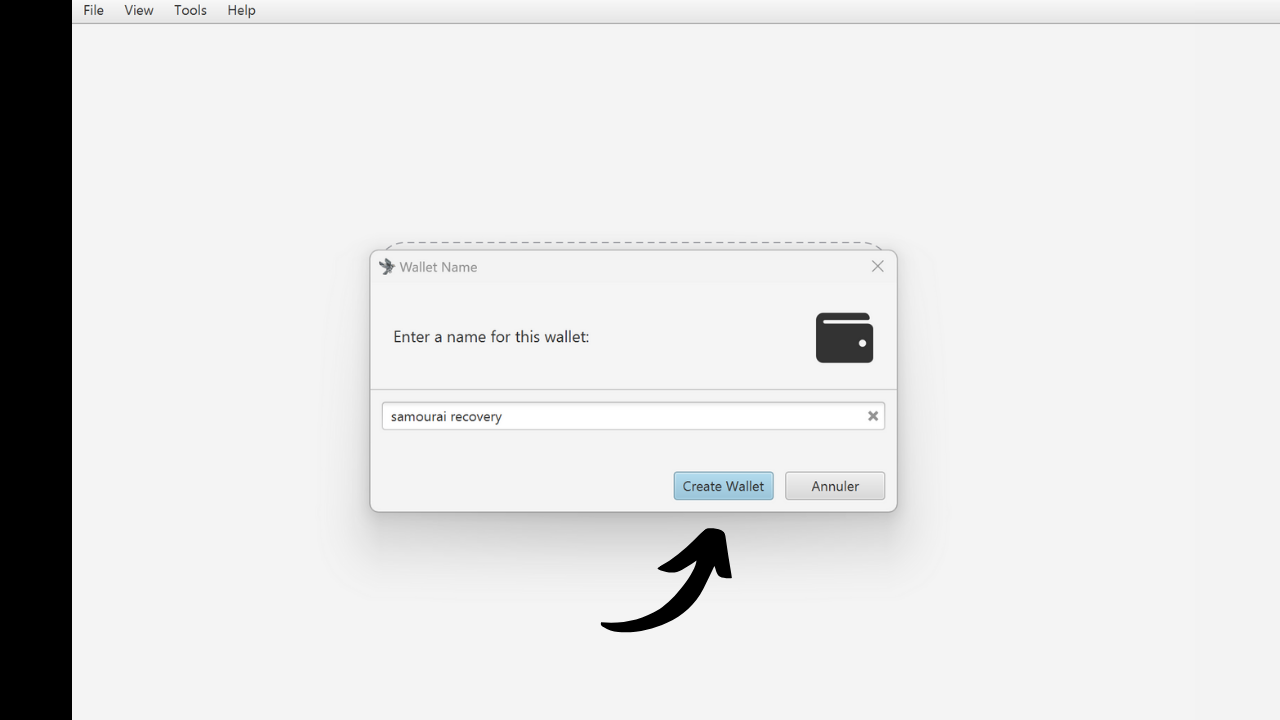 File View Tools Help
Wallet Name
Enter a name for this wallet:
samourai recovery
Create Wallet Annuler